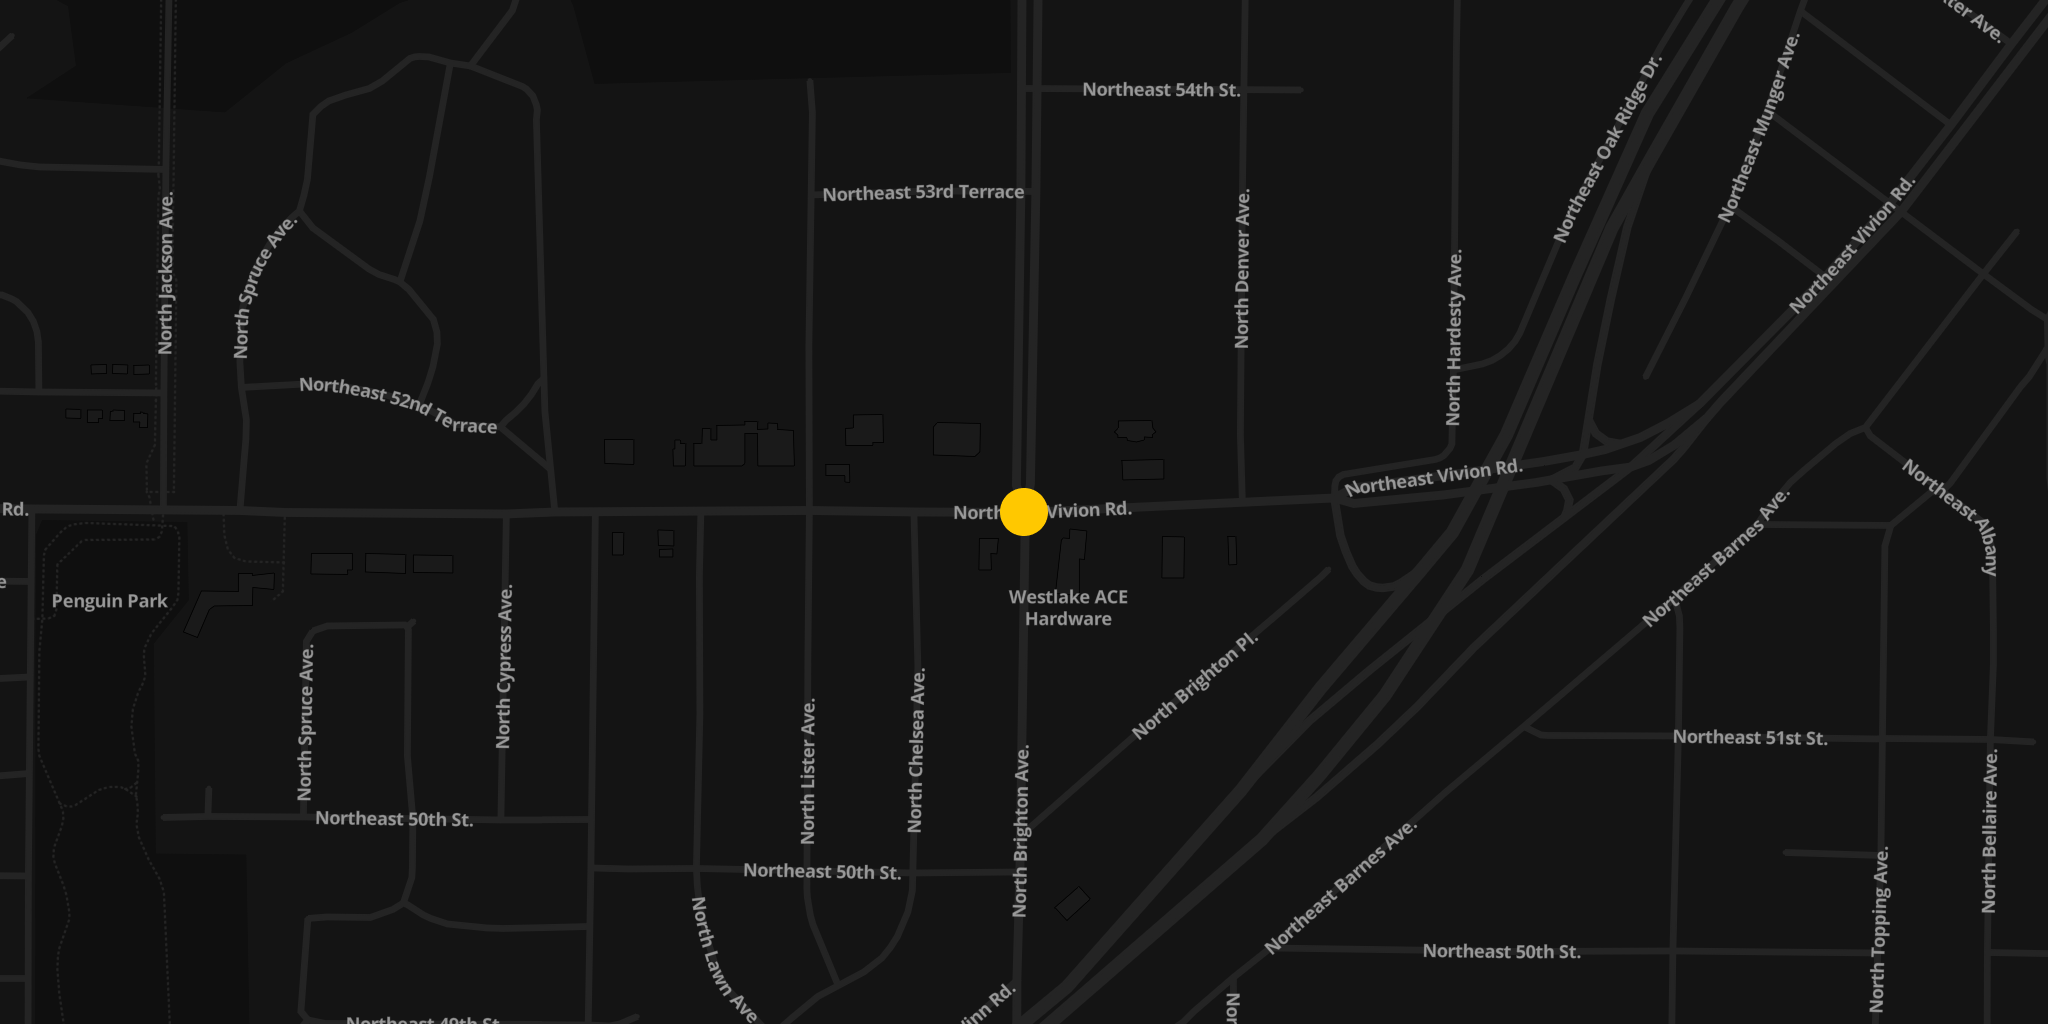 Northeast 54th St.
Northeast Oak Ridge Dr.
Northeast Munger Ave.
Northeast 53rd Terrace
North Jackson Ave.
North Spruce Ave.
North Denver Ave.
North Hardesty Ave.
Northeast Vivion Rd.
Northeast 52nd Terrace
Northeast Vivion Rd.
Rd.
Vivion Rd.
Northeast Albany
Northeast Barnes Ave.
Penguin Park
Westlake ACE
Hardware
North Cypress Ave.
North Spruce Ave.
North Brighton Pl.
North Lister Ave.
North Chelsea Ave.
North Brighton Ave.
Northeast 51st St.
North Bellaire Ave.
Northeast 50th St.
Northeast 50th St.
Northeast Barnes Ave.
North Topping Ave.
North Lawn Ave
Northeast 50th St.
Rd.
Northeast 49th St.